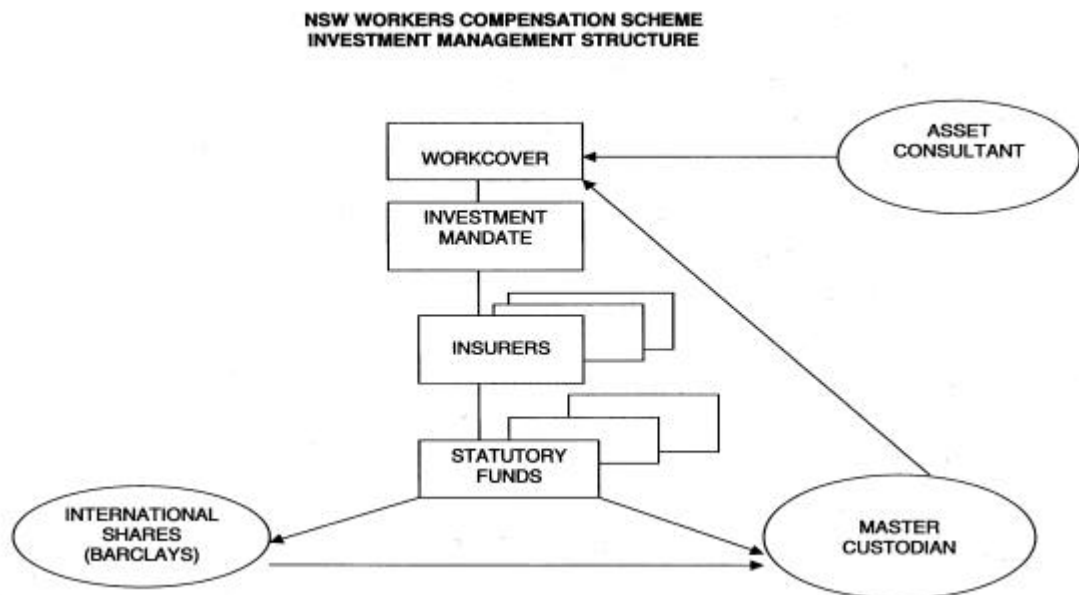 NSW WORKERS COMPENSATION SCHEME
INVESTMENT MANAGEMENT STRUCTURE
ASSET
CONSULTANT
WORKCOVER
INVESTMENT
MANDATE
INSURERS
STATUTORY
FUNDS
INTERNATIONAL
SHARES
(BARCLAYS)
MASTER
CUSTODIAN